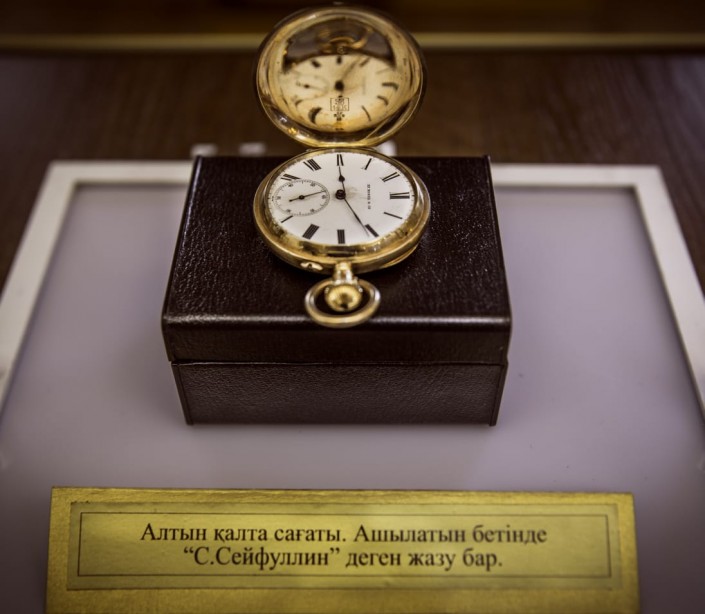 Алтын қалта сағаты. Ашылатын бетінде
“С.Сейфуллин” деген жазу бар.